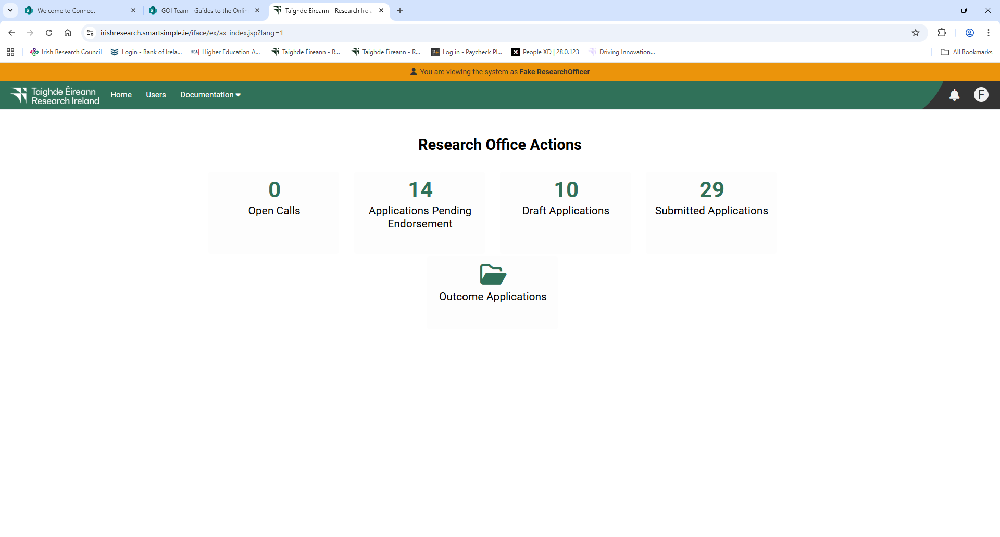 Welcome to Connect
GOI Team - Guides to the Onlin
Taighde Éireann - Research Irela
irishresearch.smartsimple.ie/iface/ex/ax_index.jsp?lang=1
Irish Research Council
Login - Bank of Irela...
HEA| Higher Education A...
Taighde Éireann - R...
Taighde Éireann - R...
P+ Log in - Paycheck Pl...
X People XD | 28.0.123
Driving Innovation...
All Bookmarks
You are viewing the system as Fake ResearchOfficer
Taighde Éireann
Research Ireland
Home
Users
Documentation
F
Research Office Actions
0
Open Calls
14
Applications Pending
Endorsement
10
Draft Applications
29
Submitted Applications
Outcome Applications